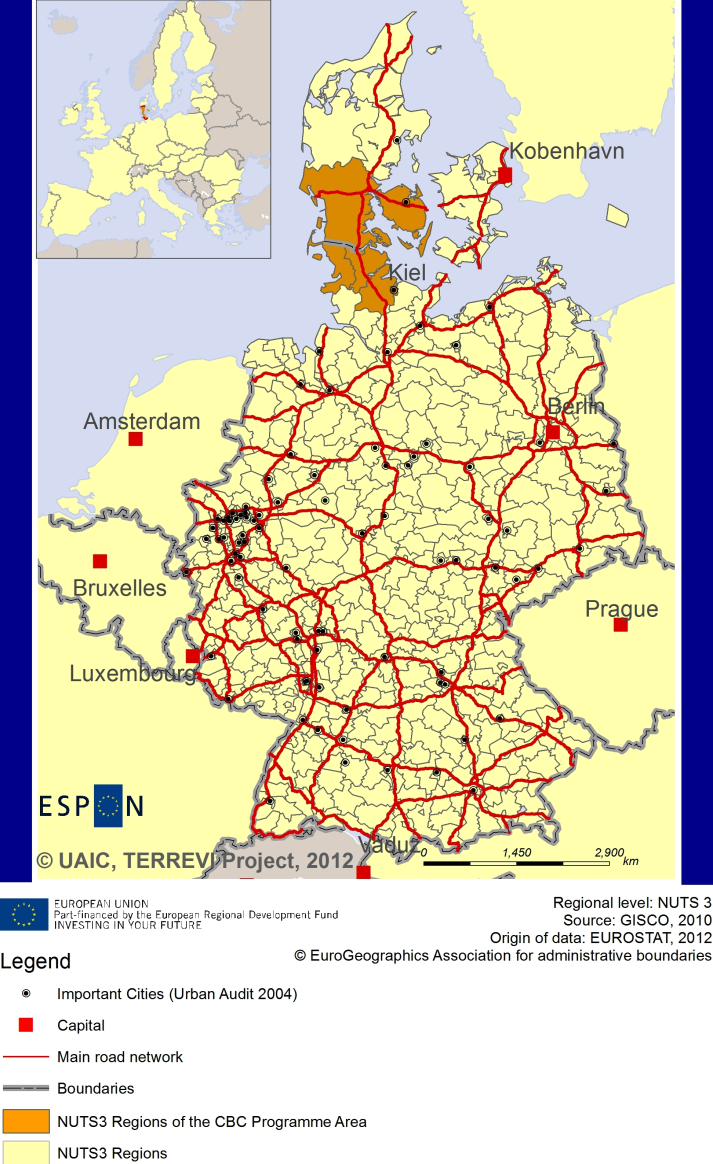 Kobenhavn
Kiel
Berlin
Amsterdam
Bruxelles
Prague
Luxembourg
ESPON
Vaduz
© UAIC, TERREVI Project, 2012
0 1,450 2,900
km
EUROPEAN UNION
Part-financed by the European Regional Development Fund
INVESTING IN YOUR FUTURE
Regional level: NUTS 3
Source: GISCO, 2010
Origin of data: EUROSTAT, 2012
© EuroGeographics Association for administrative boundaries
Legend
Important Cities (Urban Audit 2004)
Capital
Main road network
Boundaries
NUTS3 Regions of the CBC Programme Area
NUTS3 Regions